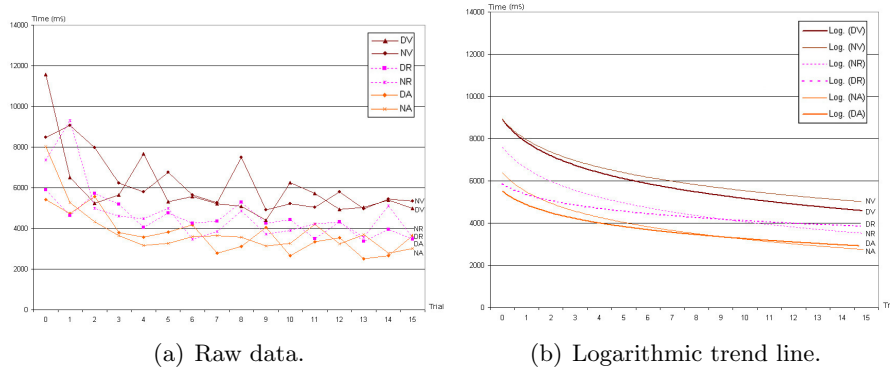 Time (ms)
14000
12000
10000
8000
6000
4000
2000
0
DV
NV
DR
NR
DA
NA
NV
DV
NR
DR
DA
NA
Trial
0 1 2 3 4 5 6 7 8 9 10 11 12 13 14 15
(a) Raw data.
Time (ms)
14000
12000
10000
8000
6000
4000
2000
0
Log. (DV)
Log. (NV)
Log. (NR)
Log. (DR)
Log. (NA)
Log. (DA)
NV
DV
DR
NR
DA
NA
Tr
0 1 2 3 4 5 6 7 8 9 10 11 12 13 14 15
(b) Logarithmic trend line.